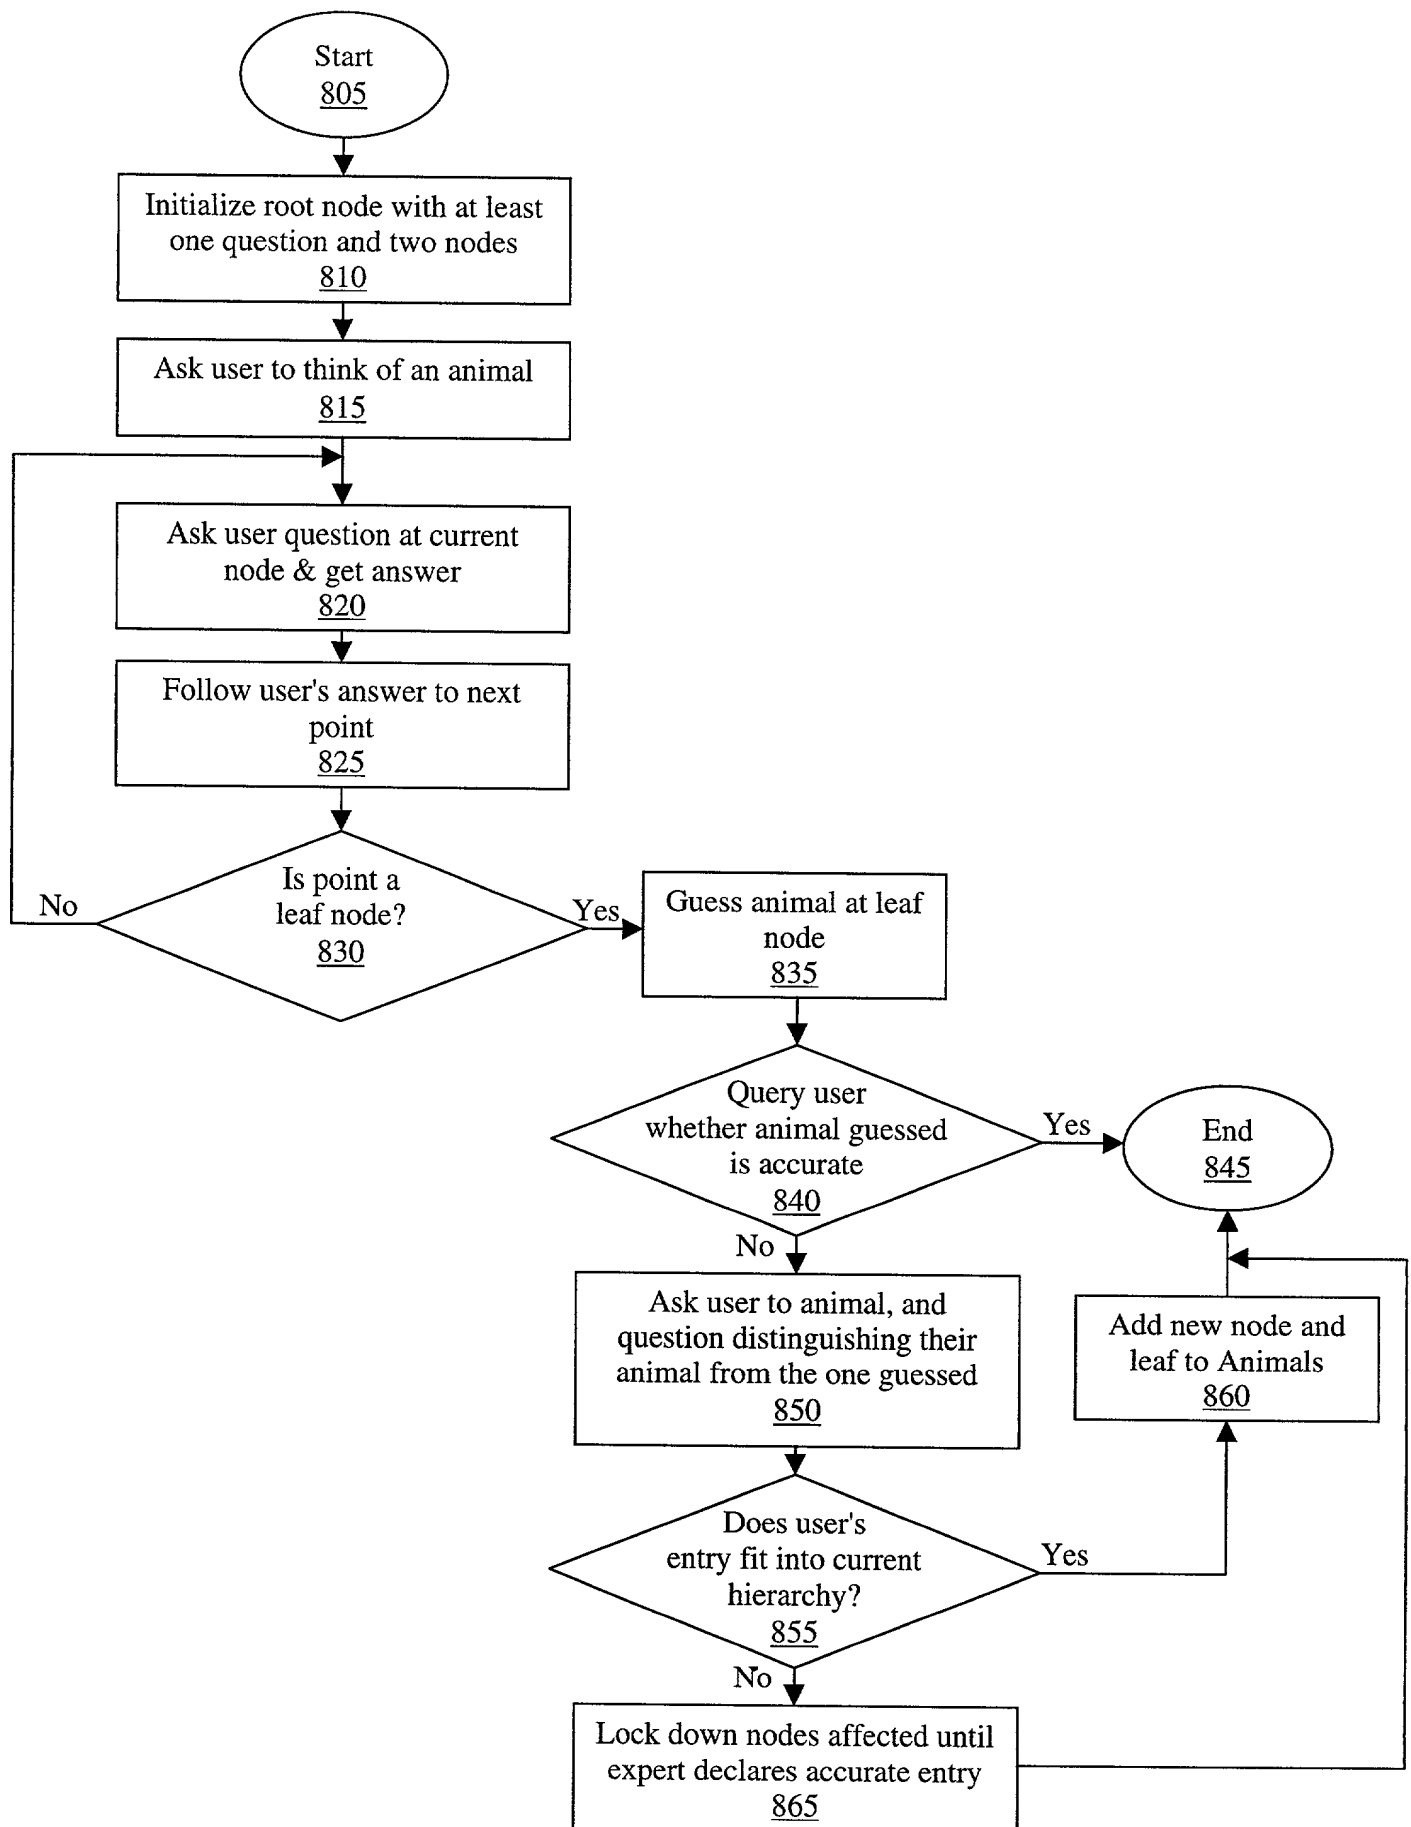 Start
805
Initialize root node with at least
one question and two nodes
810
Ask user to think of an animal
815
Ask user question at current
node & get answer
820
Follow user's answer to next
point
825
Is point a
leaf node?
830
No
Yes
Guess animal at leaf
node
835
Query user
whether animal guessed
is accurate
840
Yes
End
845
No
Ask user to animal, and
question distinguishing their
animal from the one guessed
850
Add new node and
leaf to Animals
860
Does user's
entry fit into current
hierarchy?
855
Yes
No
Lock down nodes affected until
expert declares accurate entry
865